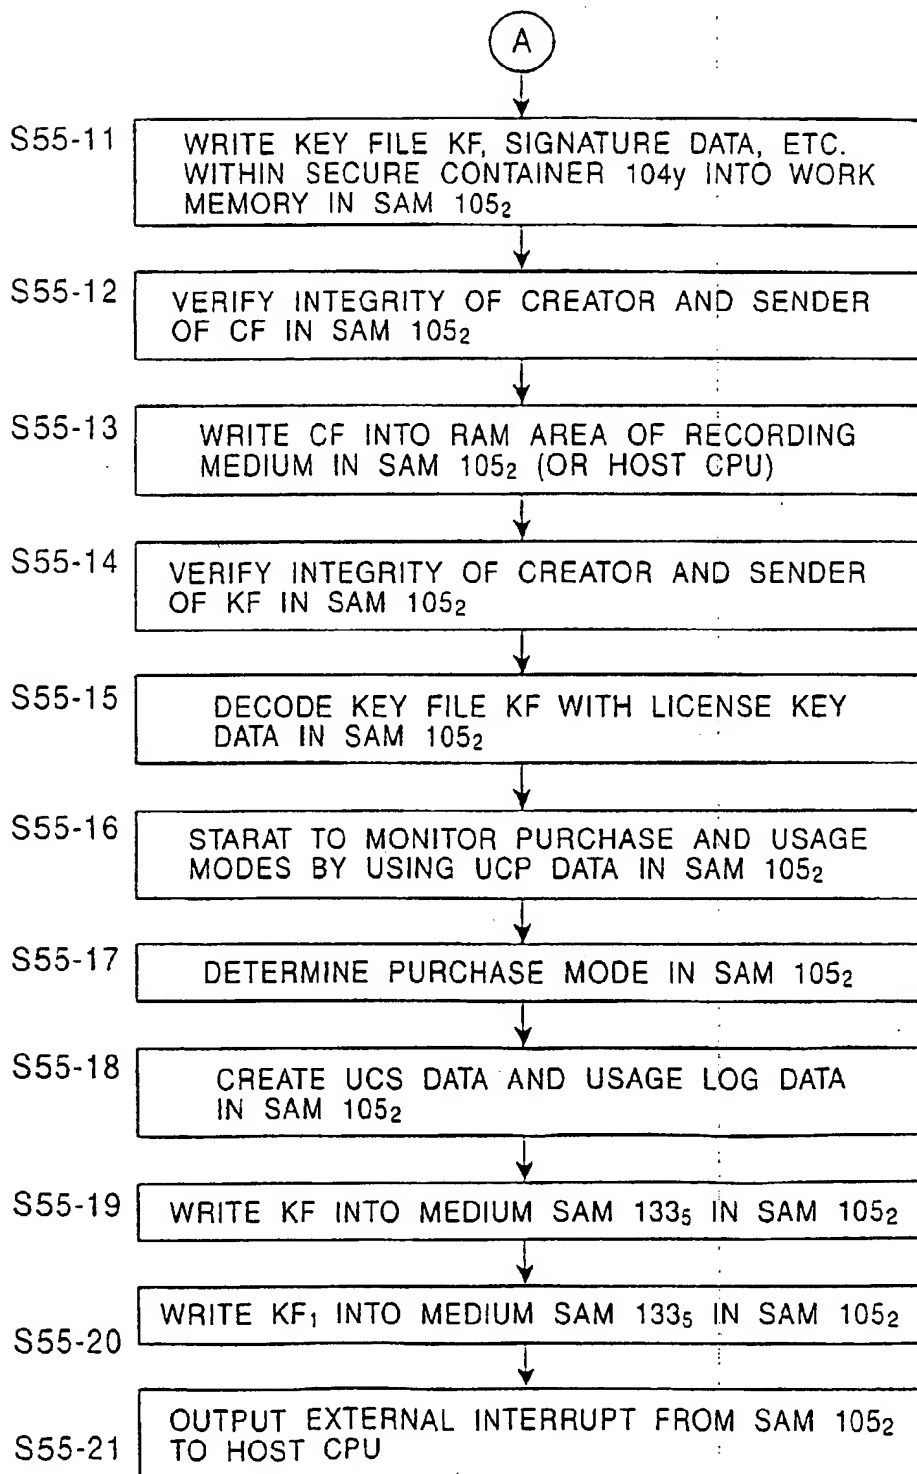 A
S55-11
WRITE KEY FILE KF, SIGNATURE DATA, ETC.
WITHIN SECURE CONTAINER 104y INTO WORK
MEMORY IN SAM 105₂
S55-12
VERIFY INTEGRITY OF CREATOR AND SENDER
OF CF IN SAM 105₂
S55-13
WRITE CF INTO RAM AREA OF RECORDING
MEDIUM IN SAM 105₂ (OR HOST CPU)
S55-14
VERIFY INTEGRITY OF CREATOR AND SENDER
OF KF IN SAM 105₂
S55-15
DECODE KEY FILE KF WITH LICENSE KEY
DATA IN SAM 105₂
S55-16
STARAT TO MONITOR PURCHASE AND USAGE
MODES BY USING UCP DATA IN SAM 105₂
S55-17
DETERMINE PURCHASE MODE IN SAM 105₂
S55-18
CREATE UCS DATA AND USAGE LOG DATA
IN SAM 105₂
S55-19
WRITE KF INTO MEDIUM SAM 133₅ IN SAM 105₂
S55-20
WRITE KF₁ INTO MEDIUM SAM 133₅ IN SAM 105₂
S55-21
OUTPUT EXTERNAL INTERRUPT FROM SAM 105₂
TO HOST CPU